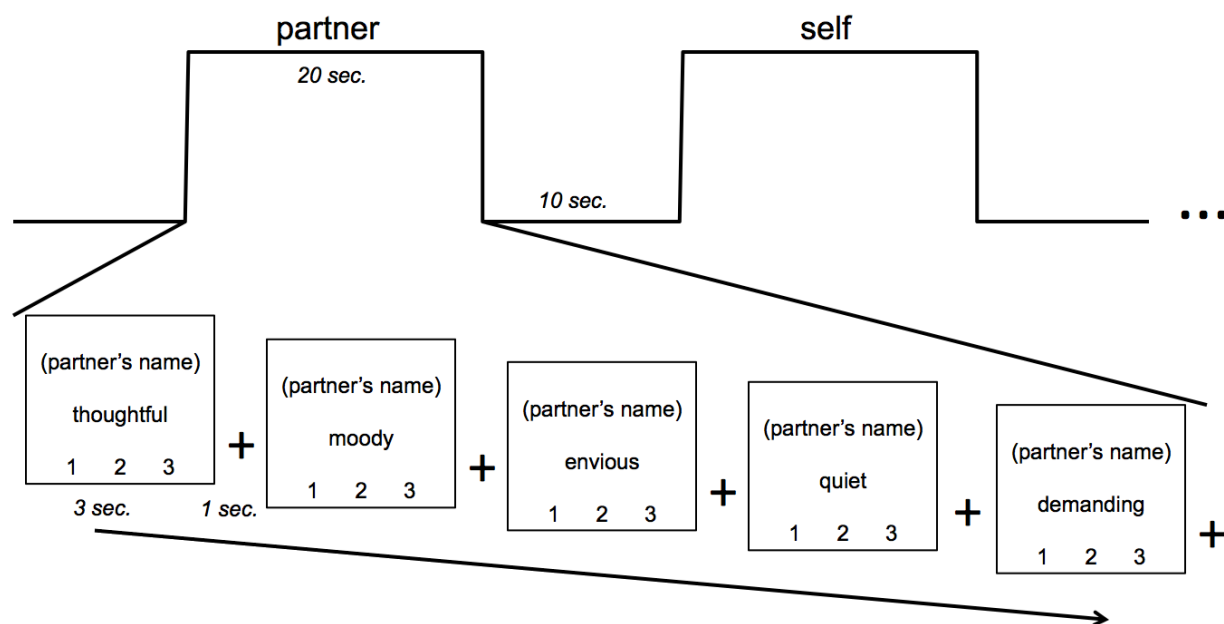 partner
self
20 sec.
10 sec.
...
(partner's name)
thoughtful
1 2 3
+
(partner's name)
moody
1 2 3
+
(partner's name)
envious
1 2 3
+
(partner's name)
quiet
1 2 3
+
(partner's name)
demanding
1 2 3
+
3 sec.
1 sec.